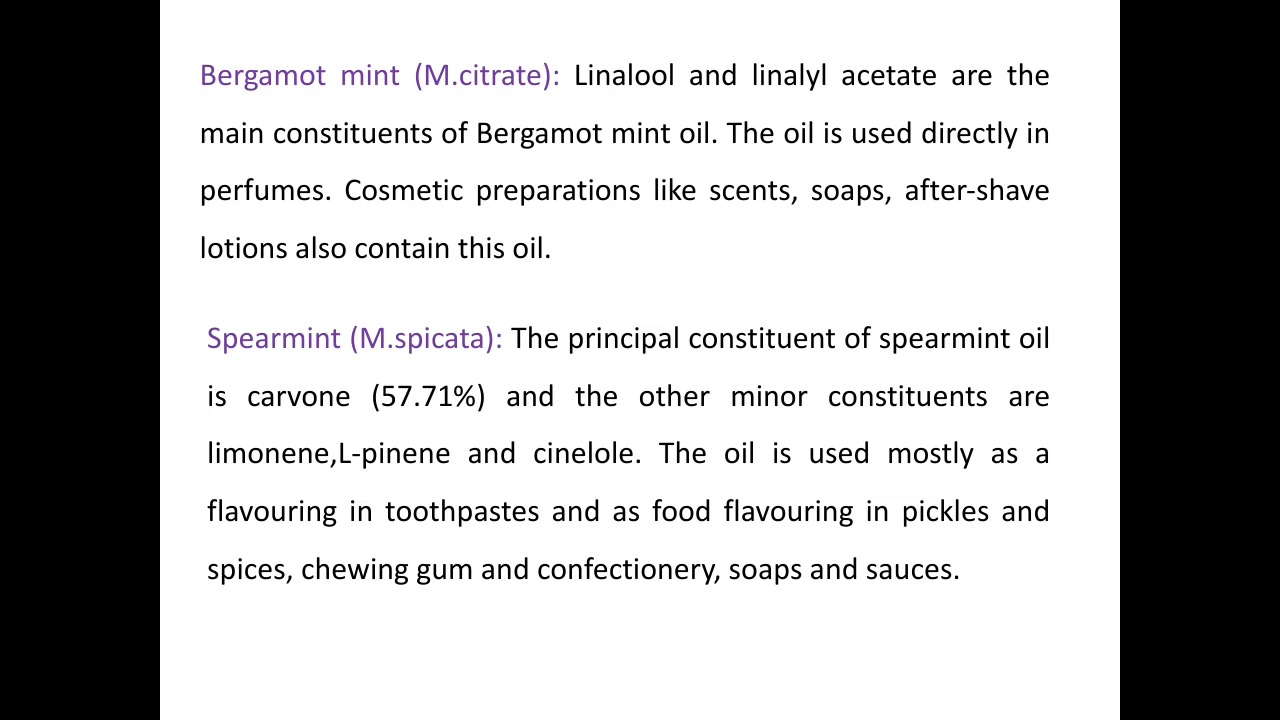 Bergamot mint (M.citrate): Linalool and linalyl acetate are the
main constituents of Bergamot mint oil. The oil is used directly in
perfumes. Cosmetic preparations like scents, soaps, after-shave
lotions also contain this oil.
Spearmint (M.spicata): The principal constituent of spearmint oil
is carvone (57.71%) and the other minor constituents are
limonene,L-pinene and cinelole. The oil is used mostly as a
flavouring in toothpastes and as food flavouring in pickles and
spices, chewing gum and confectionery, soaps and sauces.